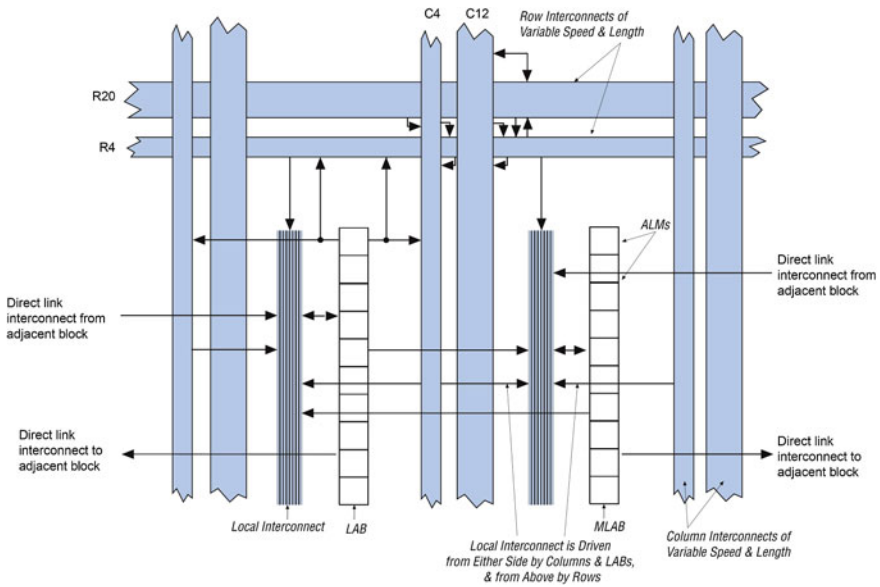 C4
C12
Row Interconnects of
Variable Speed & Length
R20
R4
ALMs
Direct link
interconnect from
adjacent block
Direct link
interconnect from
adjacent block
Direct link
interconnect to
adjacent block
Direct link
interconnect to
adjacent block
Local Interconnect
LAB
MLAB
Local Interconnect is Driven
from Either Side by Columns & LABs,
& from Above by Rows
Column Interconnects of
Variable Speed & Length